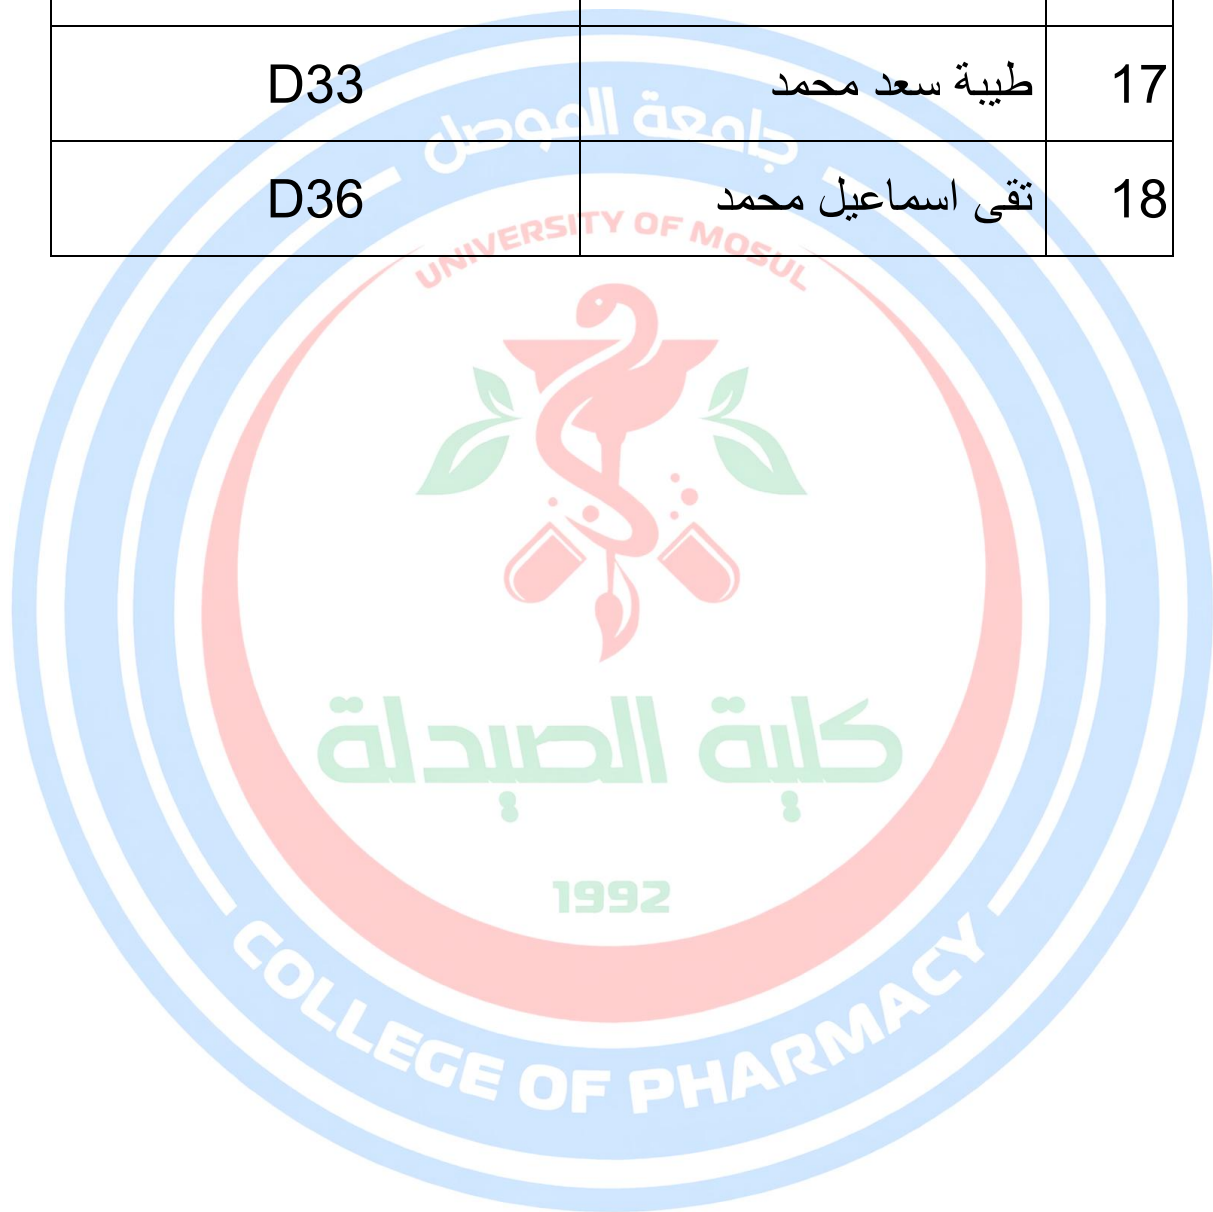 17 طيبة سعد محمد D33
18 تقى اسماعيل محمد D36
جامعة الموصل
UNIVERSITY OF MOSUL
كلية الصيدلة
1992
COLLEGE OF PHARMACY